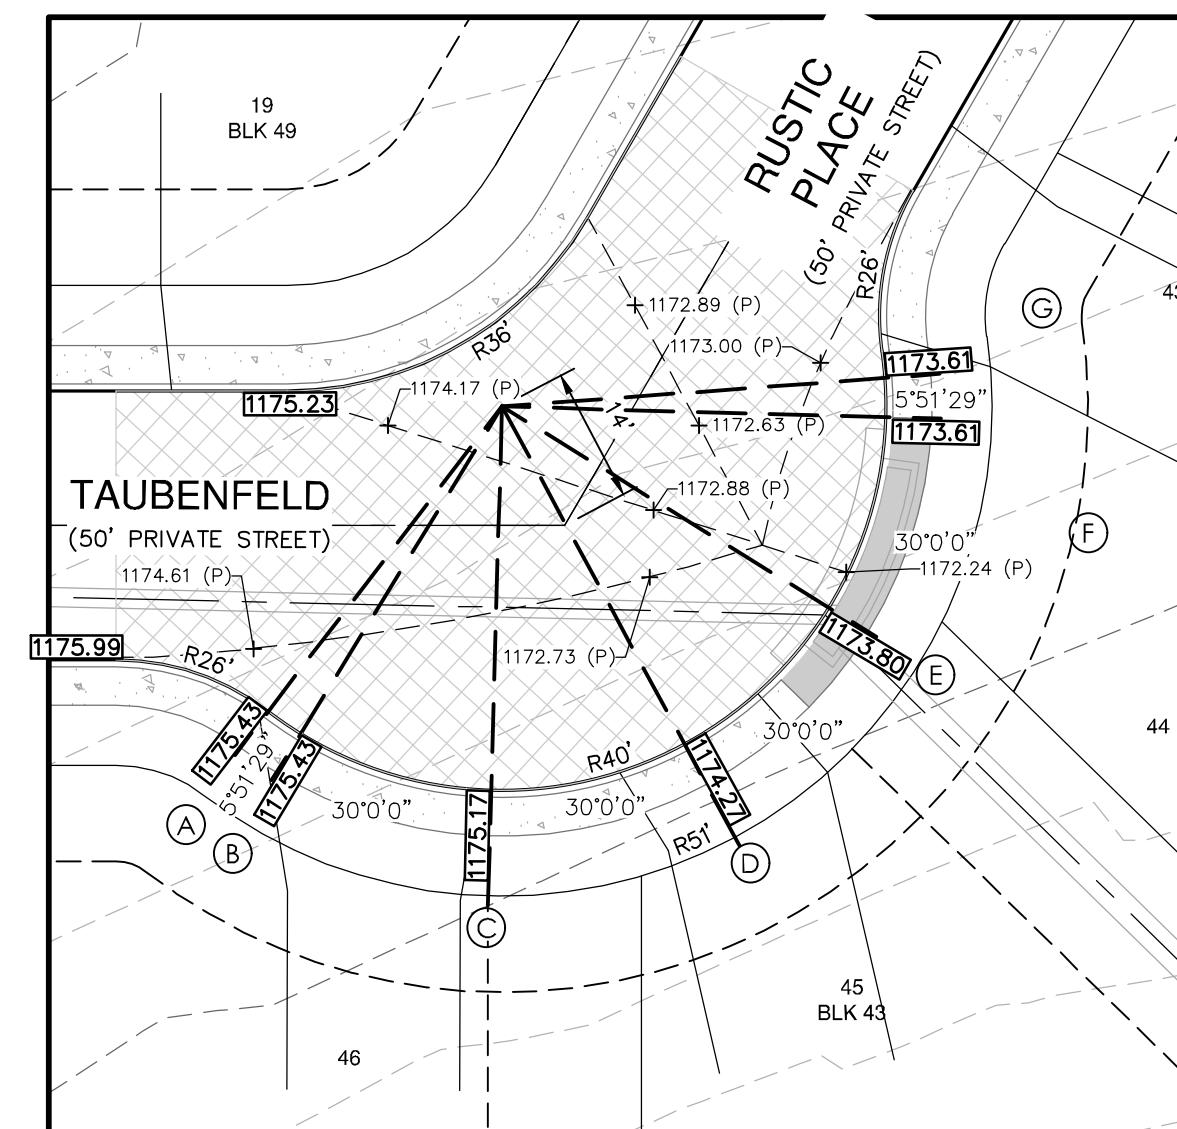 19
BLK 49
RUSTIC
PLACE
(50' PRIVATE STREET)
R26'
G
1172.89 (P)
1173.00 (P)
R36'
1174.17 (P)
1175.23
1173.61
5°51'29"
1173.61
14'
1172.63 (P)
1172.88 (P)
TAUBENFELD
(50' PRIVATE STREET)
1174.61 (P)
30°0'0"
1172.24 (P)
F
1175.99
R26'
1172.73 (P)
1173.80
E
1175.43
5°51'29"
1175.43
30°0'0"
1175.17
30°0'0"
R40'
1174.27
30°0'0"
R51'
44
A
B
C
D
45
BLK 43
46